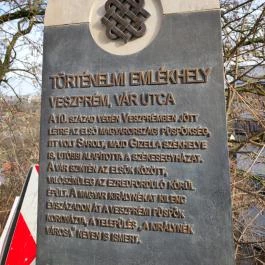 TÖRTÉNELMI EMLÉKHELY
VESZPRÉM, VÁR UTCA
A 10. SZÁZAD VÉGÉN VESZPRÉMBEN JÖTT
LÉTRE AZ ELSŐ MAGYARORSZÁGI PÜSPÖKSÉG,
ITT VOLT SAROLT, MAJD GIZELLA SZÉKHELYE
IS, UTÓBBI ALAPÍTOTTA A SZÉKESEGYHÁZAT.
A VÁR SZINTÉN AZ ELSŐK KÖZÖTT,
VALÓSZÍNŰLEG AZ EZREDFORDULÓ KÖRÜL
ÉPÜLT. A MAGYAR KIRÁLYNÉKAT KILENC
ÉVSZÁZADON ÁT A VESZPRÉMI PÜSPÖK
KORONÁZTA, A TELEPÜLÉS „A KIRÁLYNÉK
VÁROSA” NÉVEN IS ISMERT.